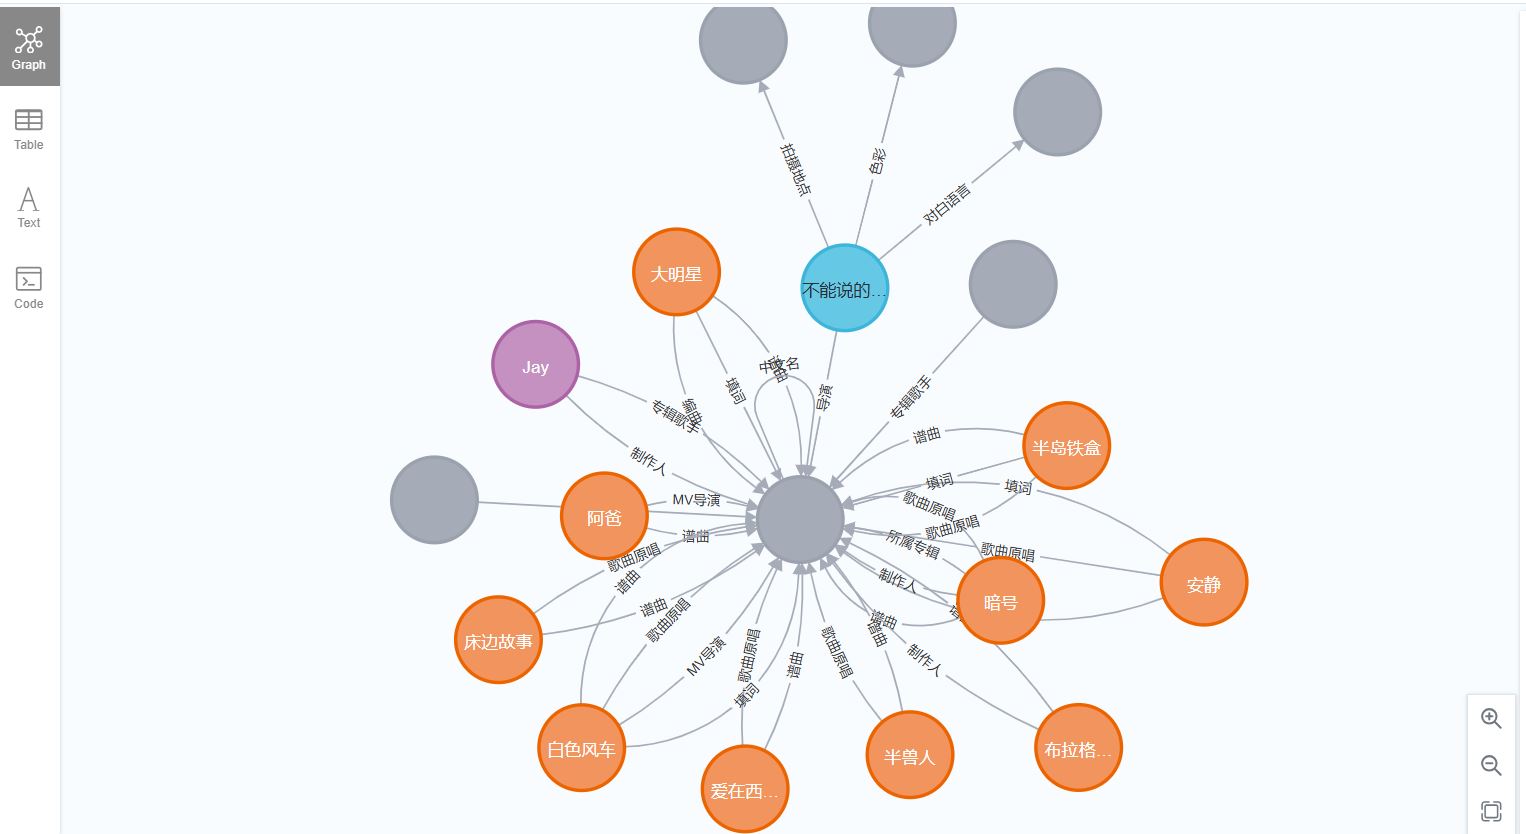 Graph
Table
Text
Code
拍摄地点
色彩
对白语言
大明星
不能说的...
Jay
编曲
填词
谱曲
中文名
导演
专辑歌手
专辑歌手
制作人
半岛铁盒
谱曲
填词
填词
歌曲原唱
歌曲原唱
歌曲原唱
所属专辑
制作人
阿爸
MV导演
谱曲
歌曲原唱
谱曲
安静
暗号
床边故事
谱曲
歌曲原唱
MV导演
歌曲原唱
填词
谱曲
歌曲原唱
谱曲
谱曲
制作人
白色风车
爱在西...
半兽人
布拉格...